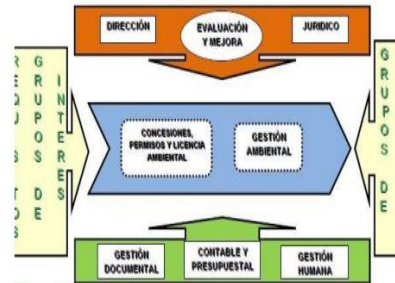 DIRECCIÓN
EVALUACIÓN
Y MEJORA
JURIDICO
GRUPOS DE
INTERES
CONCESIONES,
PERMISOS Y LICENCIA
AMBIENTAL
GESTIÓN
AMBIENTAL
GRUPOS DE
GESTIÓN
DOCUMENTAL
CONTABLE Y
PRESUPUESTAL
GESTIÓN
HUMANA